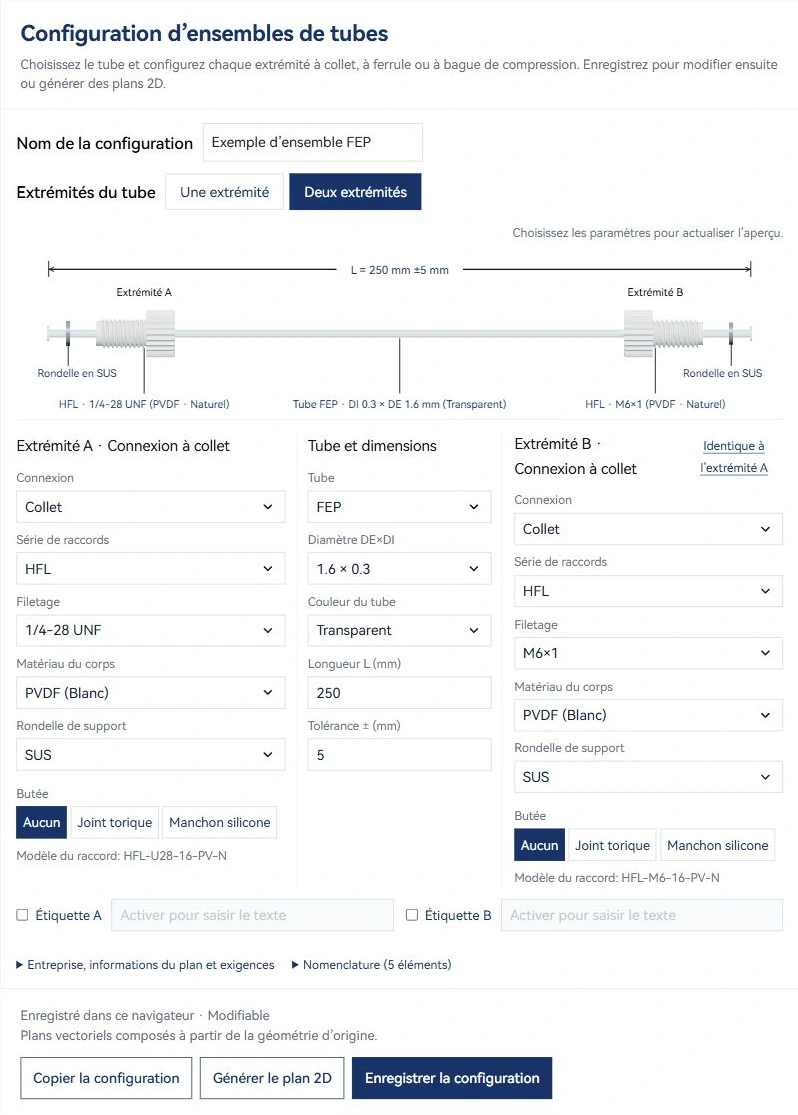 Configuration d’ensembles de tubes
Choisissez le tube et configurez chaque extrémité à collet, à ferrule ou à bague de compression. Enregistrez pour modifier ensuite
ou générer des plans 2D.
Nom de la configuration
Exemple d’ensemble FEP
Extrémités du tube
Une extrémité
Deux extrémités
Choisissez les paramètres pour actualiser l’aperçu.
L = 250 mm ±5 mm
Extrémité A
Extrémité B
Rondelle en SUS
Rondelle en SUS
HFL · 1/4-28 UNF (PVDF · Naturel)
Tube FEP · DI 0.3 × DE 1.6 mm (Transparent)
HFL · M6×1 (PVDF · Naturel)
Extrémité A · Connexion à collet
Connexion
Collet
Série de raccords
HFL
Filetage
1/4-28 UNF
Matériau du corps
PVDF (Blanc)
Rondelle de support
SUS
Butée
Aucun
Joint torique
Manchon silicone
Modèle du raccord: HFL-U28-16-PV-N
Tube et dimensions
Tube
FEP
Diamètre DE×DI
1.6 × 0.3
Couleur du tube
Transparent
Longueur L (mm)
250
Tolérance ± (mm)
5
Extrémité B ·
Connexion à collet
Identique à
l’extrémité A
Connexion
Collet
Série de raccords
HFL
Filetage
M6×1
Matériau du corps
PVDF (Blanc)
Rondelle de support
SUS
Butée
Aucun
Joint torique
Manchon silicone
Modèle du raccord: HFL-M6-16-PV-N
Étiquette A
Activer pour saisir le texte
Étiquette B
Activer pour saisir le texte
Entreprise, informations du plan et exigences
Nomenclature (5 éléments)
Enregistré dans ce navigateur · Modifiable
Plans vectoriels composés à partir de la géométrie d’origine.
Copier la configuration
Générer le plan 2D
Enregistrer la configuration